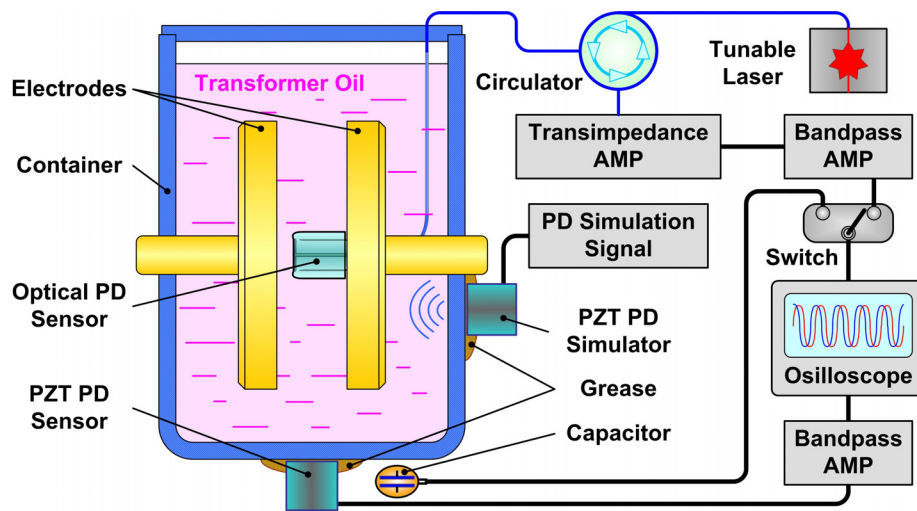 Transformer Oil
Electrodes
Container
Optical PD
Sensor
PZT PD
Sensor
Circulator
Tunable
Laser
Transimpedance
AMP
Bandpass
AMP
PD Simulation
Signal
Switch
PZT PD
Simulator
Osilloscope
Grease
Capacitor
Bandpass
AMP